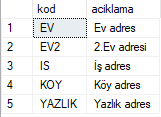 kod aciklama
1 EV Ev adres
2 EV2 2.Ev adresi
3 IS İş adres
4 KOY Köy adres
5 YAZLIK Yazlık adres